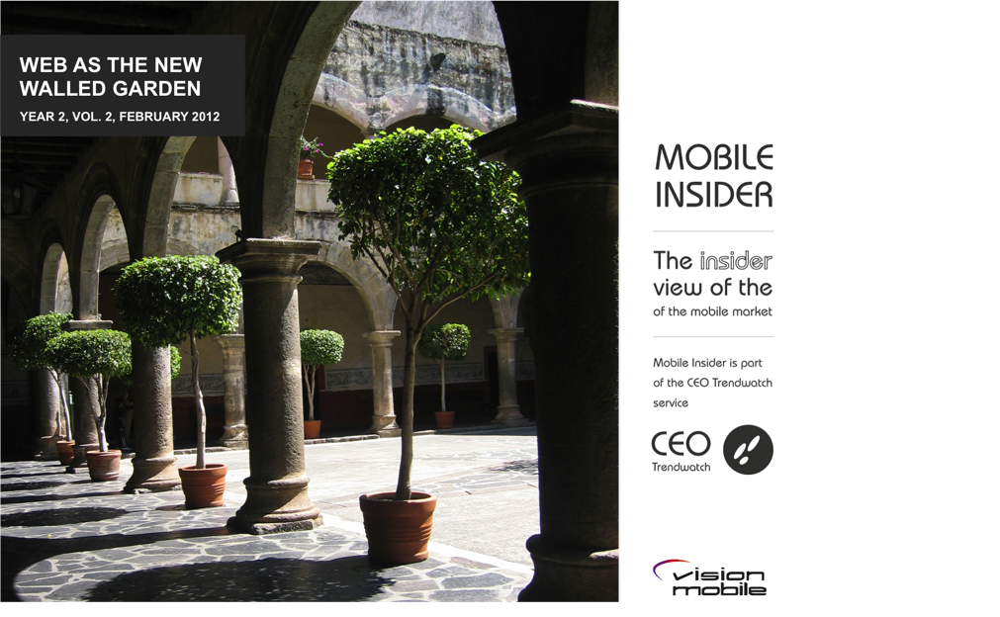 WEB AS THE NEW
WALLED GARDEN
YEAR 2, VOL. 2, FEBRUARY 2012
MOBILE
INSIDER
The insider
view of the
of the mobile market
Mobile Insider is part
of the CEO Trendwatch
service
CEO
Trendwatch
vision
mobile